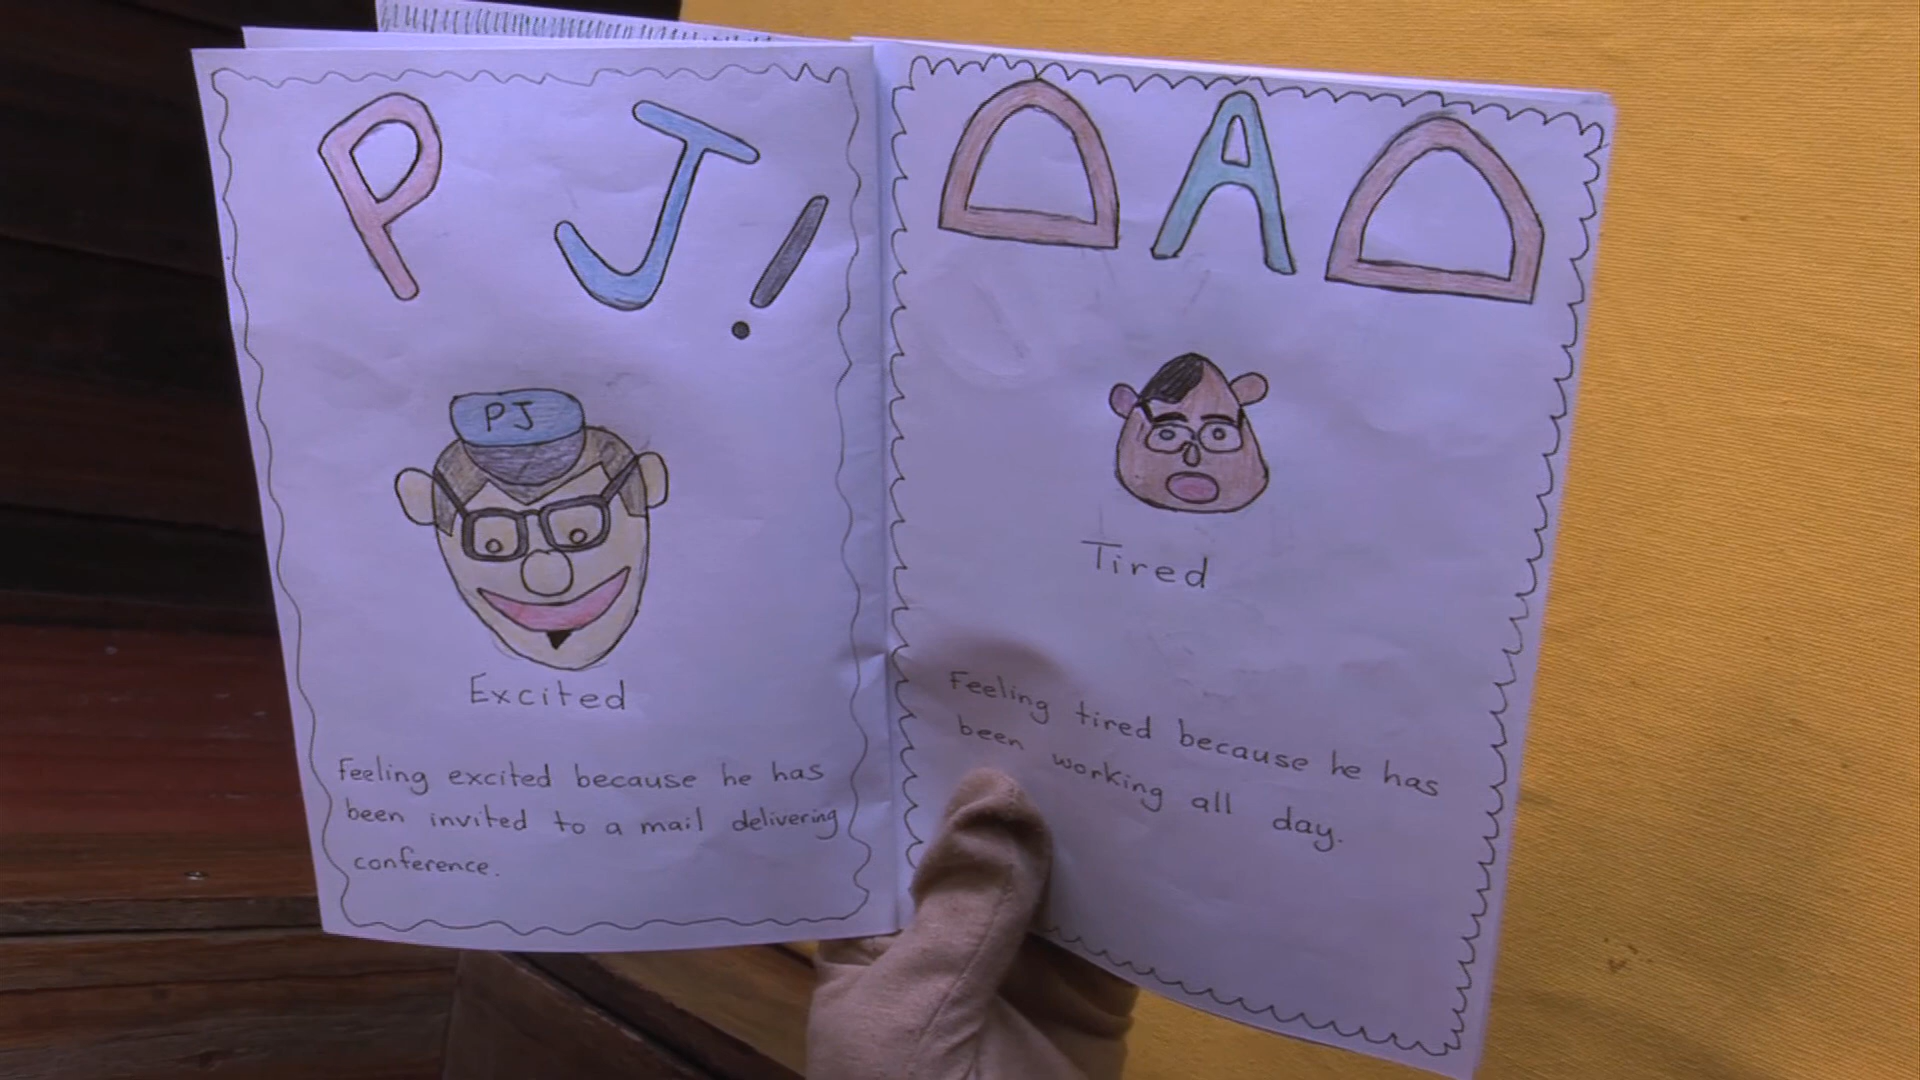 PJ!
PJ
Excited
Feeling excited because he has
been invited to a mail delivering
conference.
DAD
Tired
Feeling tired because he has
been working all day.